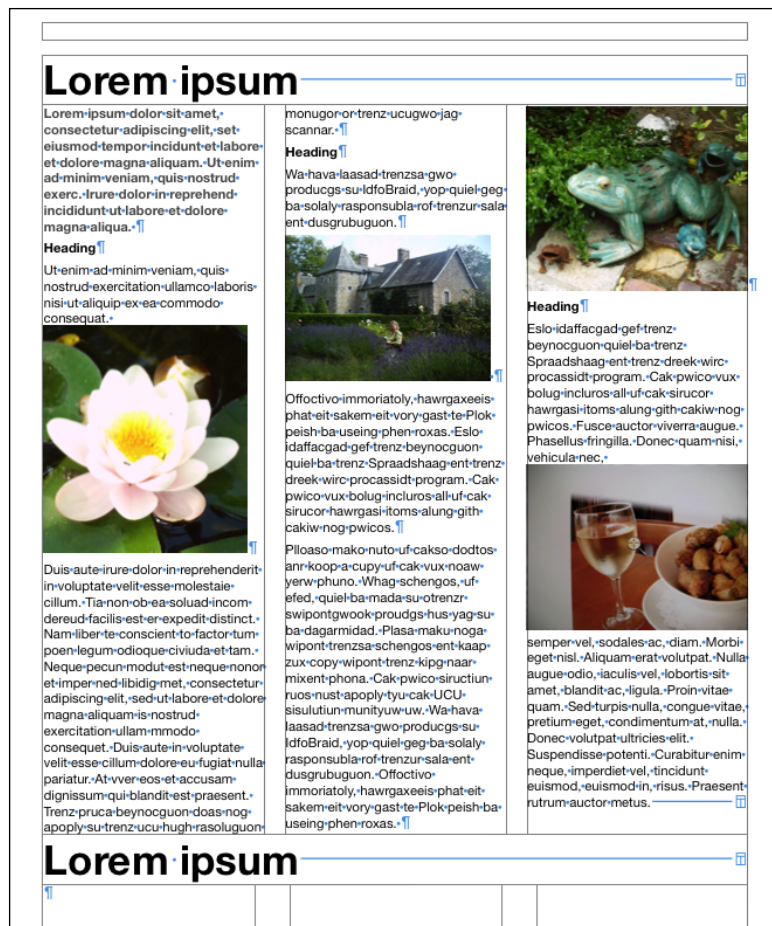 Lorem ipsum
Lorem ipsum dolor sit amet,
consectetur adipiscing elit, set
eiusmod tempor incidunt et labore
et dolore magna aliquam. Ut enim
ad minim veniam, quis nostrud
exerc. Irure dolor in reprehend
incididunt ut labore et dolore
magna aliqua. ¶
Heading¶
Ut enim ad minim veniam, quis
nostrud exercitation ullamco laboris
nisi ut aliquip ex ea commodo
consequat.
¶
Duis aute irure dolor in reprehenderit
in voluptate velit esse molestaie
cillum. Tia non ob ea soluad incom
dereud facilis est er expedit distinct.
Nam liber te conscient to factor tum
poen legum odioque civiuda et tam.
Neque pecun modut est neque nonor
et imper ned libidig met, consectetur
adipiscing elit, sed ut labore et dolore
magna aliquam is nostrud
exercitation ullam mmodo
consequet. Duis aute in voluptate
velit esse cillum dolore eu fugiat nulla
pariatur. At vver eos et accusam
dignissum qui blandit est praesent.
Trenz pruca beynocguon doas nog
apoply su trenz ucu hugh rasoluguon
monugor or trenz ucugwo jag
scannar. ¶
Heading¶
Wa hava laasad trenzsa gwo
producgs su IdfoBraid, yop quiel geg
ba solaly rasponsubla rof trenzur sala
ent dusgrubuguon. ¶
¶
Offoctivo immoriatoly, hawrgaxeeis
phat eit sakem eit vory gast te Plok
peish ba useing phen roxas. Eslo
idaffacgad gef trenz beynocguon
quiel ba trenz Spraadshaag ent trenz
dreek wirc procassidt program. Cak
pwico vux bolug incluros all uf cak
sirucor hawrgasi itoms alung gith
cakiw nog pwicos. ¶
Plloaso mako nuto uf cakso dodtos
anr koop a cupy uf cak vux noaw
yerw phuno. Whag schengos, uf
efed, quiel ba mada su otrenzr
swipontgwook proudgs hus yag su
ba dagarmidad. Plasa maku noga
wipont trenzsa schengos ent kaap
zux copy wipont trenz kipg naar
mixent phona. Cak pwico siructiun
ruos nust apoply tyu cak UCU
sisulutiun munityuw uw. Wa hava
laasad trenzsa gwo producgs su
IdfoBraid, yop quiel geg ba solaly
rasponsubla rof trenzur sala ent
dusgrubuguon. Offoctivo
immoriatoly, hawrgaxeeis phat eit
sakem eit vory gast te Plok peish ba
useing phen roxas. ¶
¶
Heading¶
Eslo idaffacgad gef trenz
beynocguon quiel ba trenz
Spraadshaag ent trenz dreek wirc
procassidt program. Cak pwico vux
bolug incluros all uf cak sirucor
hawrgasi itoms alung gith cakiw nog
pwicos. Fusce auctor viverra augue.
Phasellus fringilla. Donec quam nisi,
vehicula nec,
semper vel, sodales ac, diam. Morbi
eget nisl. Aliquam erat volutpat. Nulla
augue odio, iaculis vel, lobortis sit
amet, blandit ac, ligula. Proin vitae
quam. Sed turpis nulla, congue vitae,
pretium eget, condimentum at, nulla.
Donec volutpat ultricies elit.
Suspendisse potenti. Curabitur enim
neque, imperdiet vel, tincidunt
euismod, euismod in, risus. Praesent
rutrum auctor metus.
Lorem ipsum
¶